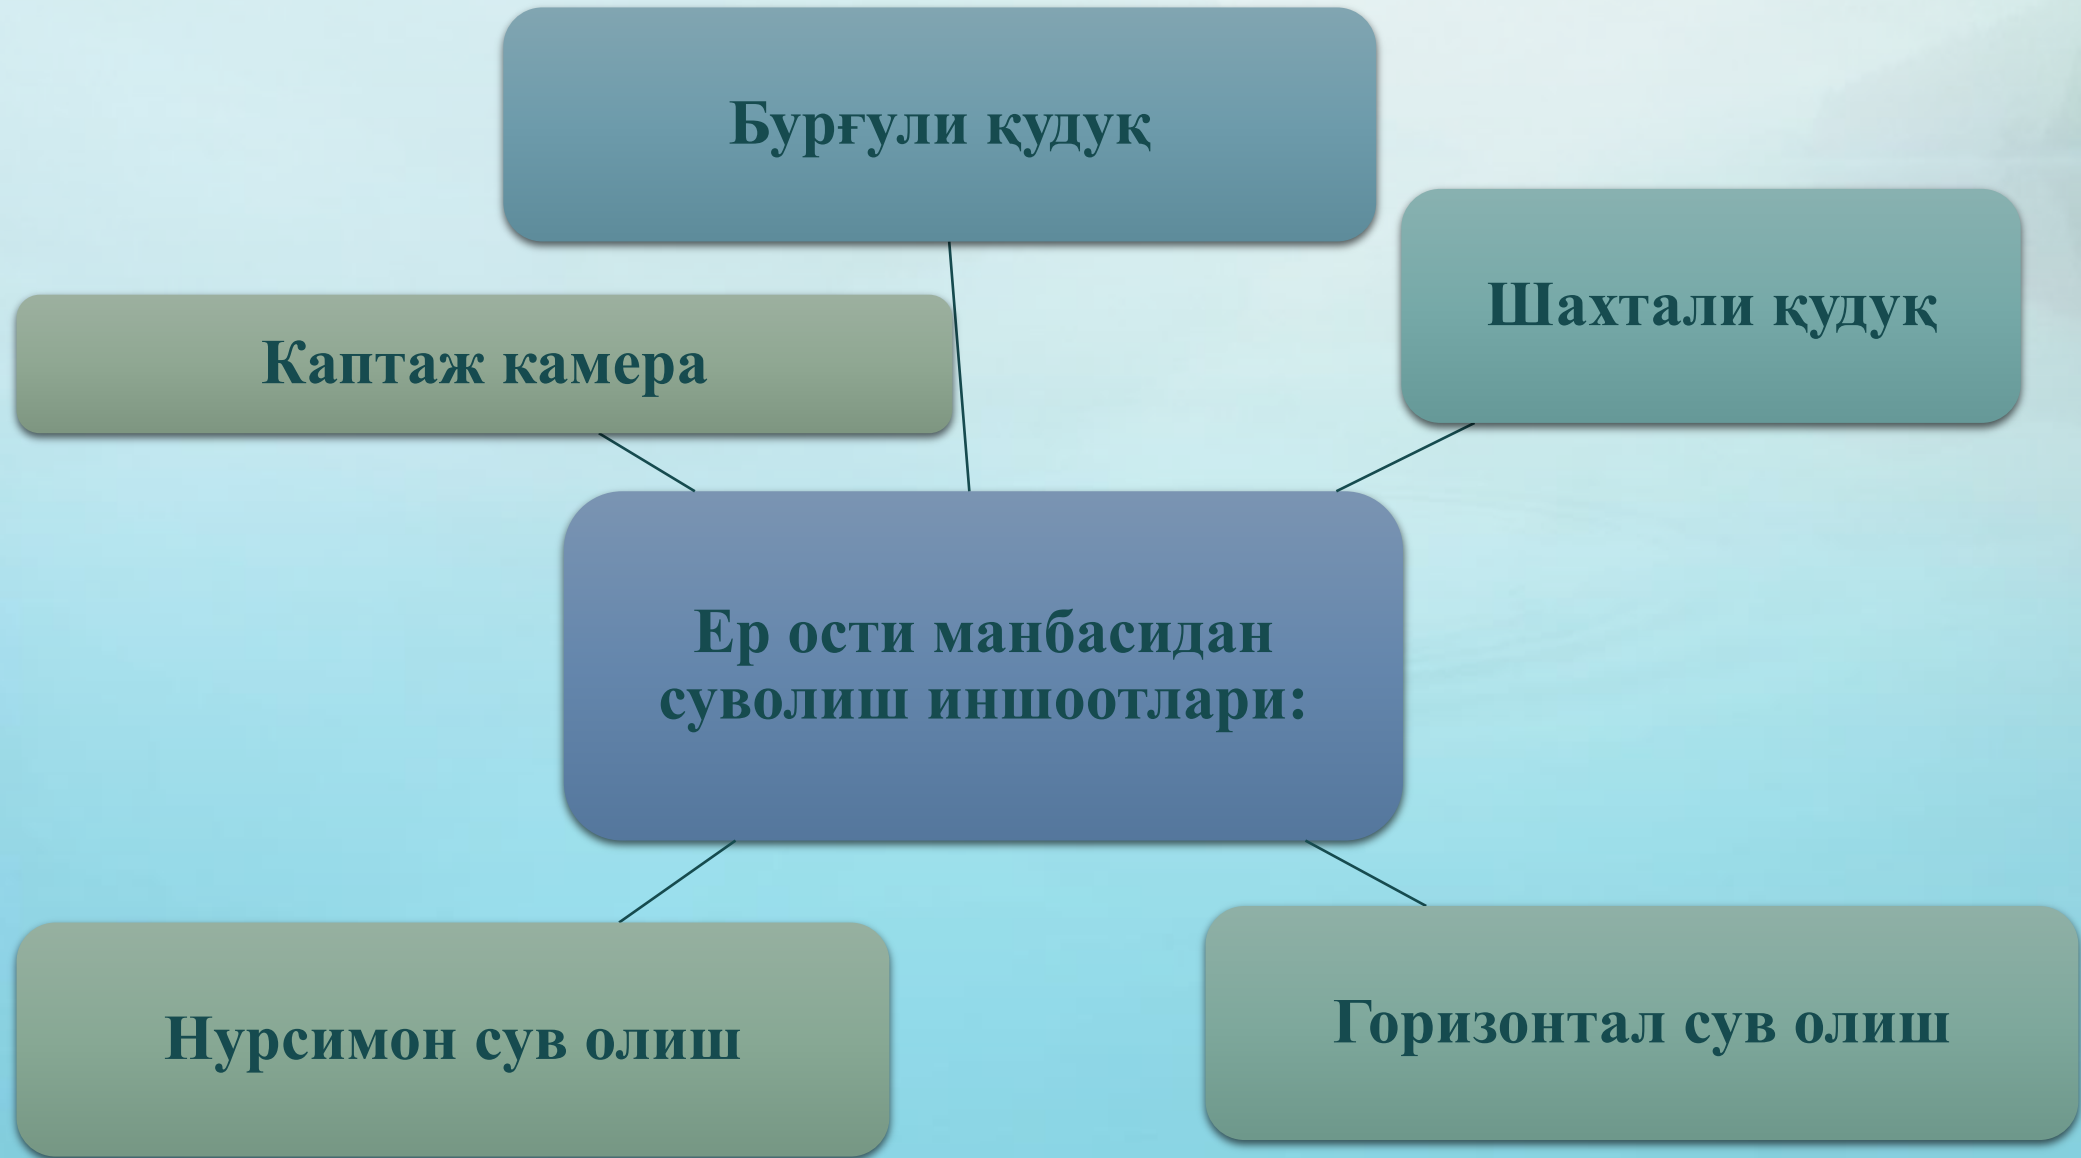 Бурғули қудуқ
Шахтали қудуқ
Каптаж камера
Ер ости манбасидан
суволиш иншоотлари:
Нурсимон сув олиш
Горизонтал сув олиш